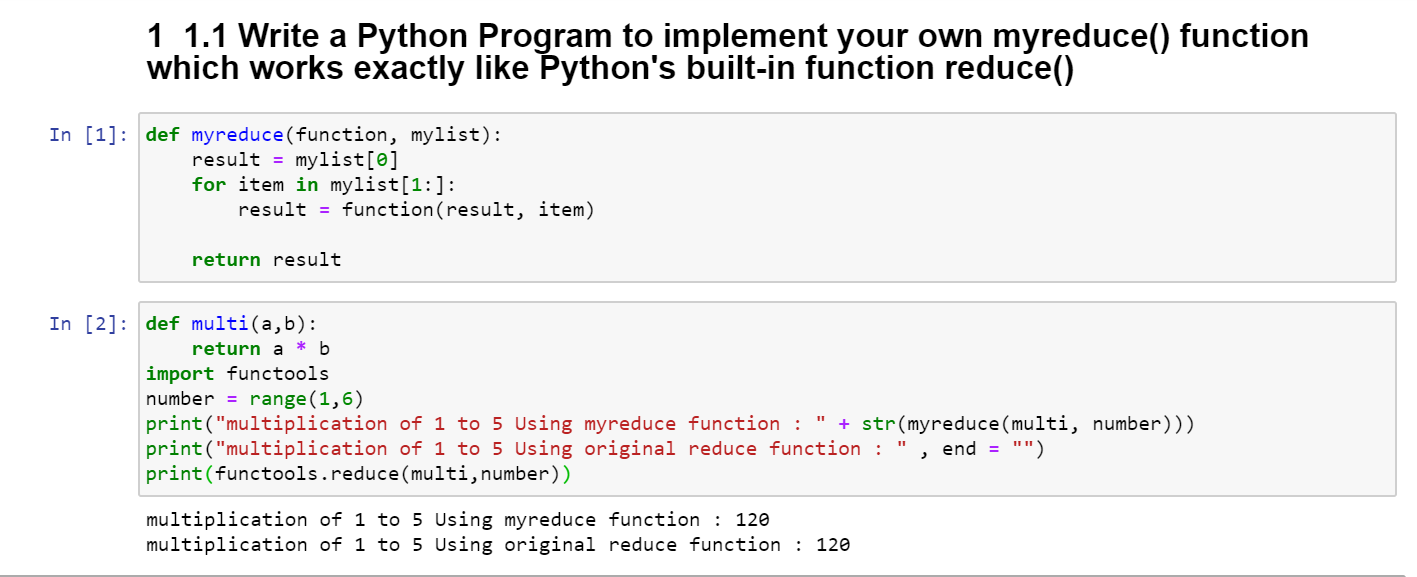 1 1.1 Write a Python Program to implement your own myreduce() function
which works exactly like Python's built-in function reduce()
In [1]: def myreduce(function, mylist):
    result = mylist[0]
    for item in mylist[1:]:
        result = function(result, item)
    return result
In [2]: def multi(a,b):
    return a * b
import functools
number = range(1,6)
print("multiplication of 1 to 5 Using myreduce function : " + str(myreduce(multi, number)))
print("multiplication of 1 to 5 Using original reduce function : " , end = "")
print(functools.reduce(multi,number))
multiplication of 1 to 5 Using myreduce function : 120
multiplication of 1 to 5 Using original reduce function : 120